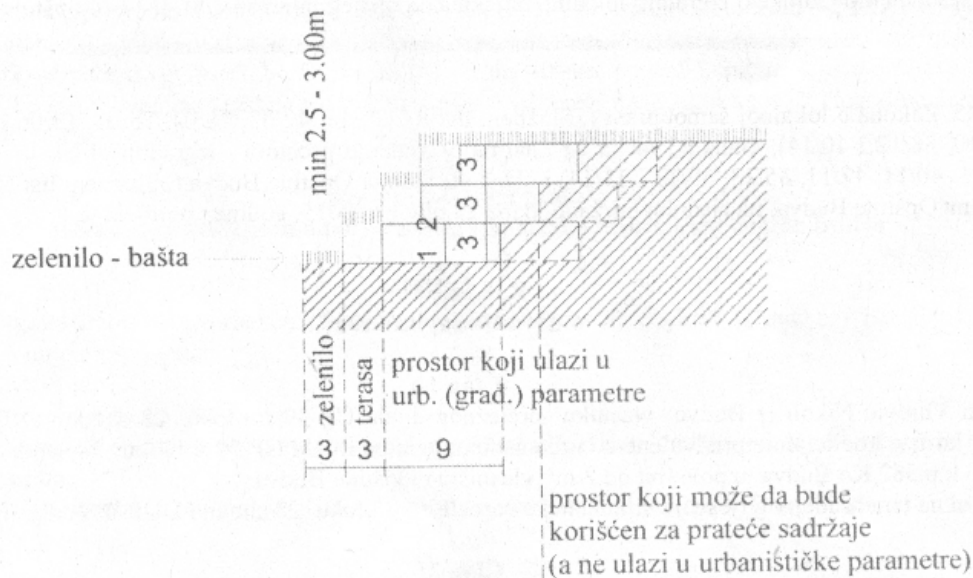 min 2.5 - 3.00m
3
2
3
1
3
zelenilo - bašta
zelenilo
terasa
prostor koji ulazi u
urb. (grad.) parametre
3
3
9
prostor koji može da bude
korišćen za prateće sadržaje
(a ne ulazi u urbaništičke parametre)